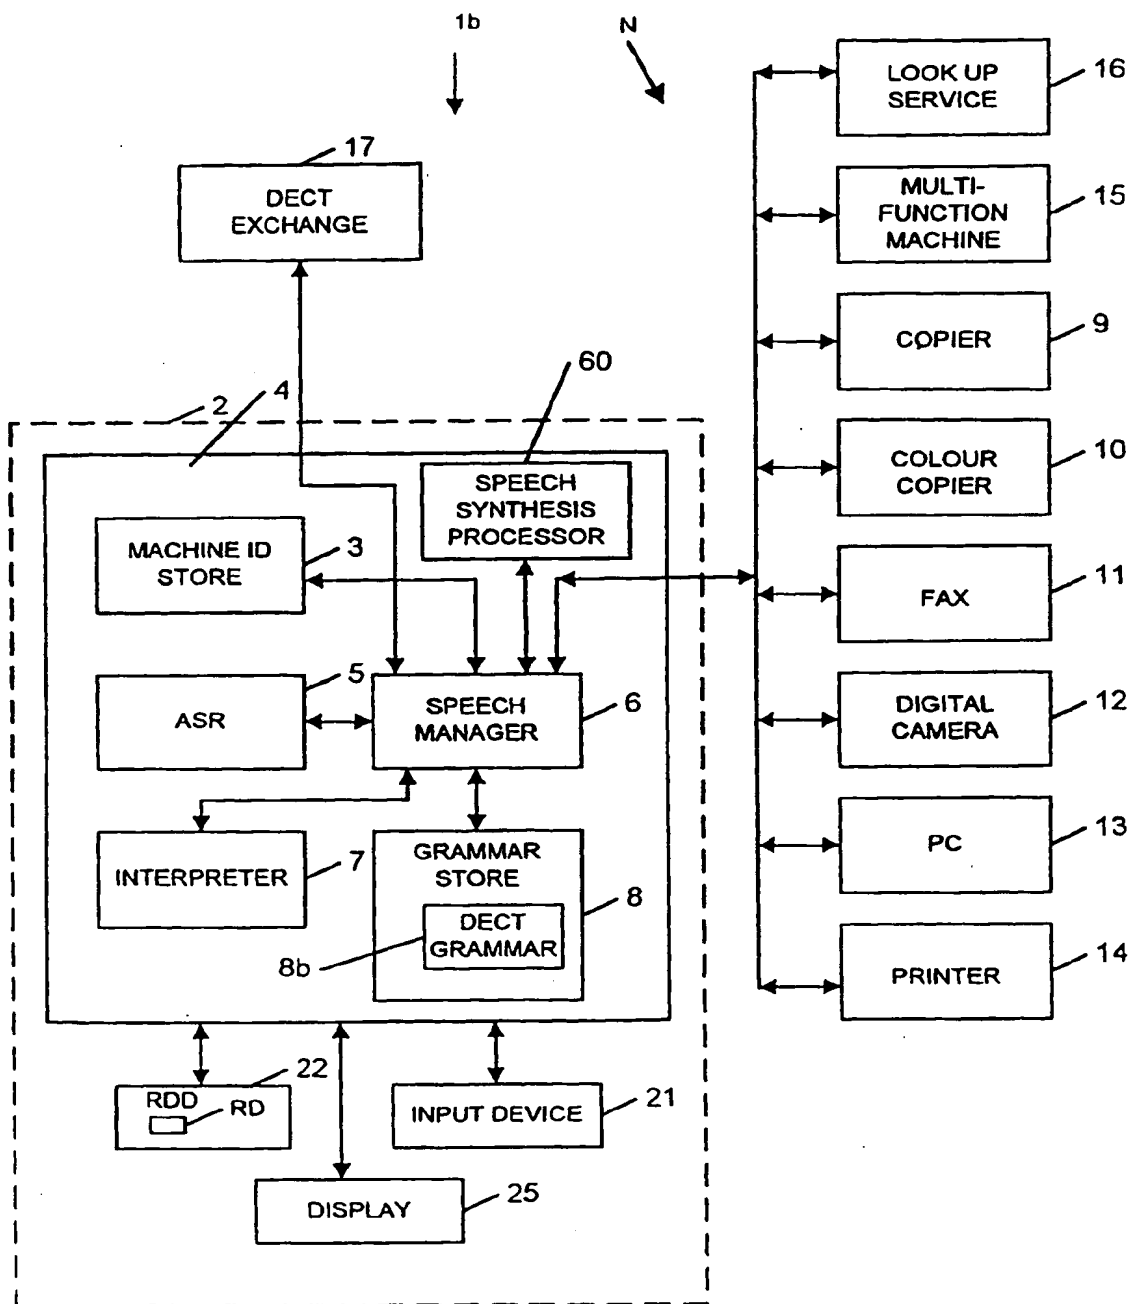 1b
N
LOOK UP
SERVICE
16
17
DECT
EXCHANGE
MULTI-
FUNCTION
MACHINE
15
COPIER
9
60
4
2
COLOUR
COPIER
10
SPEECH
SYNTHESIS
PROCESSOR
MACHINE ID
STORE
3
FAX
11
5
ASR
SPEECH
MANAGER
6
DIGITAL
CAMERA
12
INTERPRETER
7
GRAMMAR
STORE
8
DECT
GRAMMAR
8b
PC
13
PRINTER
14
22
RDD
RD
INPUT DEVICE
21
DISPLAY
25